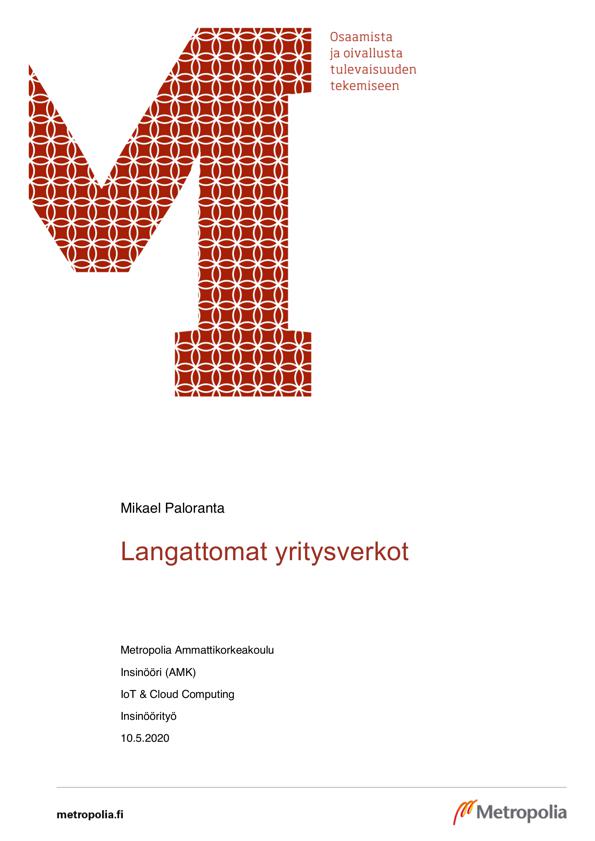 Osaamista
ja oivallusta
tulevaisuuden
tekemiseen
Mikael Paloranta
Langattomat yritysverkot
Metropolia Ammattikorkeakoulu
Insinööri (AMK)
IoT & Cloud Computing
Insinöörityö
10.5.2020
metropolia.fi
Metropolia